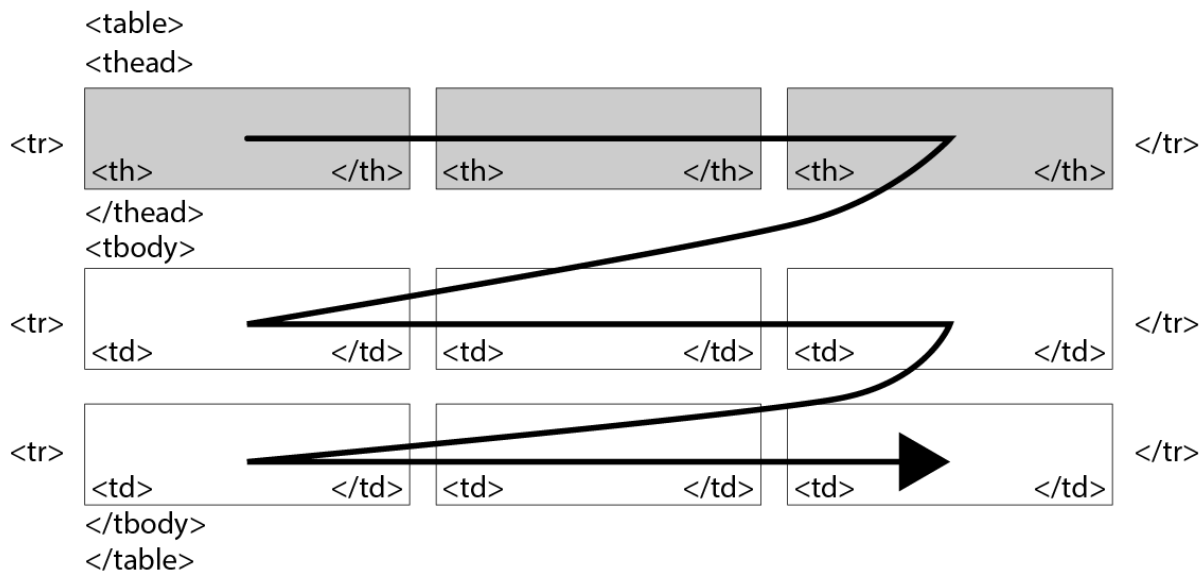 <table>
<thead>
<tr> <th> </th> <th> </th> <th> </th> </tr>
</thead>
<tbody>
<tr> <td> </td> <td> </td> <td> </td> </tr>
<tr> <td> </td> <td> </td> <td> </td> </tr>
</tbody>
</table>